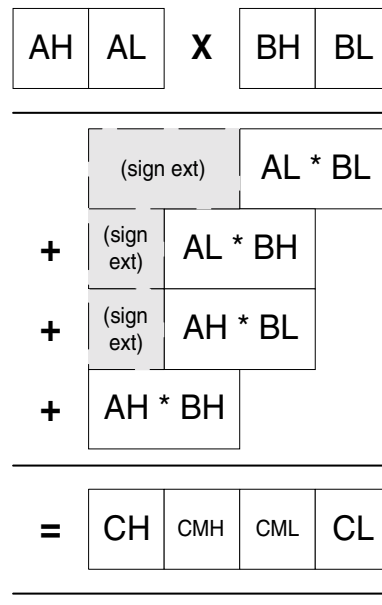 AH AL X BH BL
(sign ext) AL * BL
+ (sign
ext) AL * BH
+ (sign
ext) AH * BL
+ AH * BH
= CH CMH CML CL